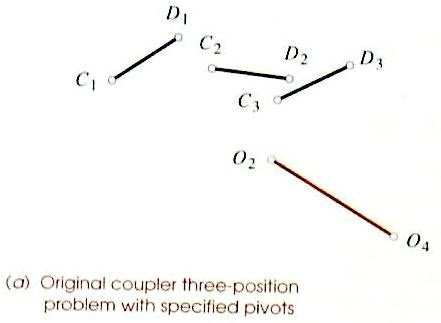 D1
C2
D2
D3
C1
C3
O2
O4
(a) Original coupler three-position
problem with specified pivots